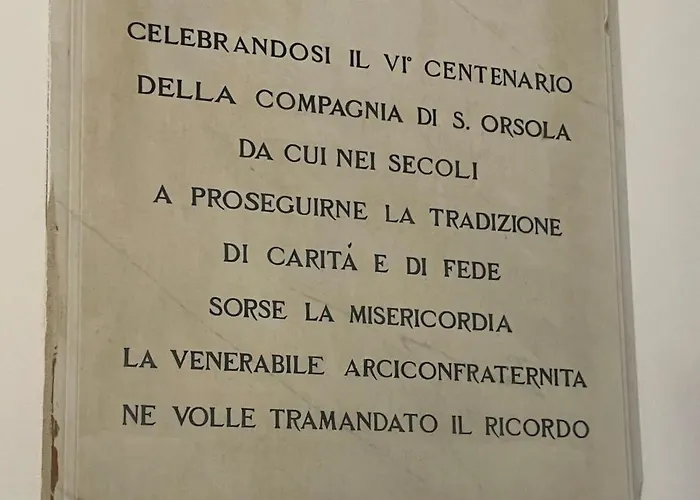 CELEBRANDOSI IL VI° CENTENARIO
DELLA COMPAGNIA DI S. ORSOLA
DA CUI NEI SECOLI
A PROSEGUIRNE LA TRADIZIONE
DI CARITÁ E DI FEDE
SORSE LA MISERICORDIA
LA VENERABILE ARCICONFRATERNITA
NE VOLLE TRAMANDATO IL RICORDO